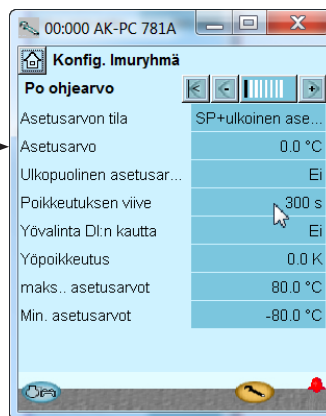 00:000 AK-PC 781A
Konfig. Imuryhmä
Po ohjearvo
Asetusarvon tila SP+ulkoinen ase...
Asetusarvo 0.0 °C
Ulkopuolinen asetusar... Ei
Poikkeutuksen viive 300 s
Yövalinta DI:n kautta Ei
Yöpoikkeutus 0.0 K
maks.. asetusarvot 80.0 °C
Min. asetusarvot -80.0 °C